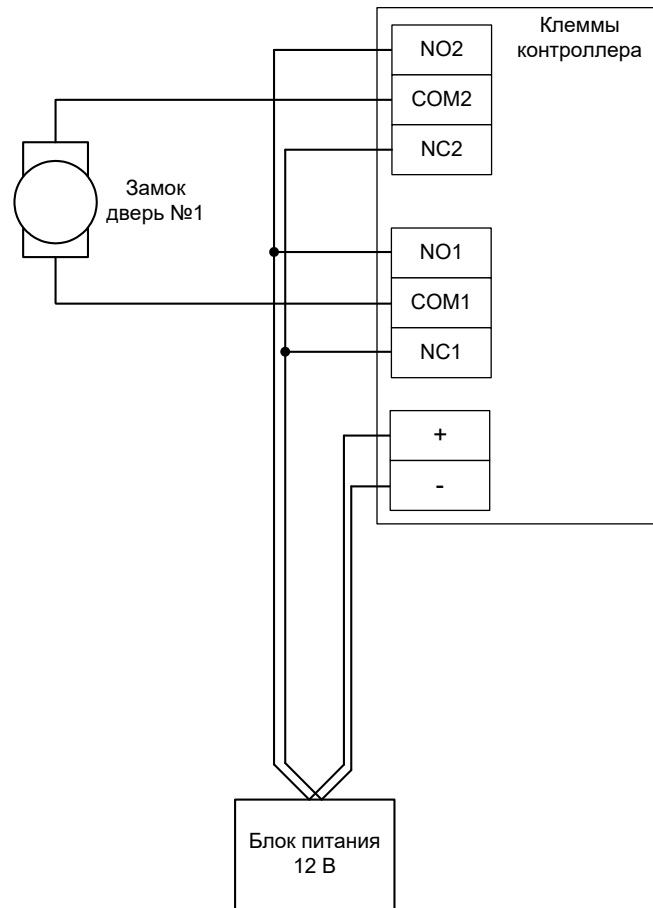 Клеммы
контроллера
NO2
COM2
NC2
Замок
дверь №1
NO1
COM1
NC1
+
-
Блок питания
12 В